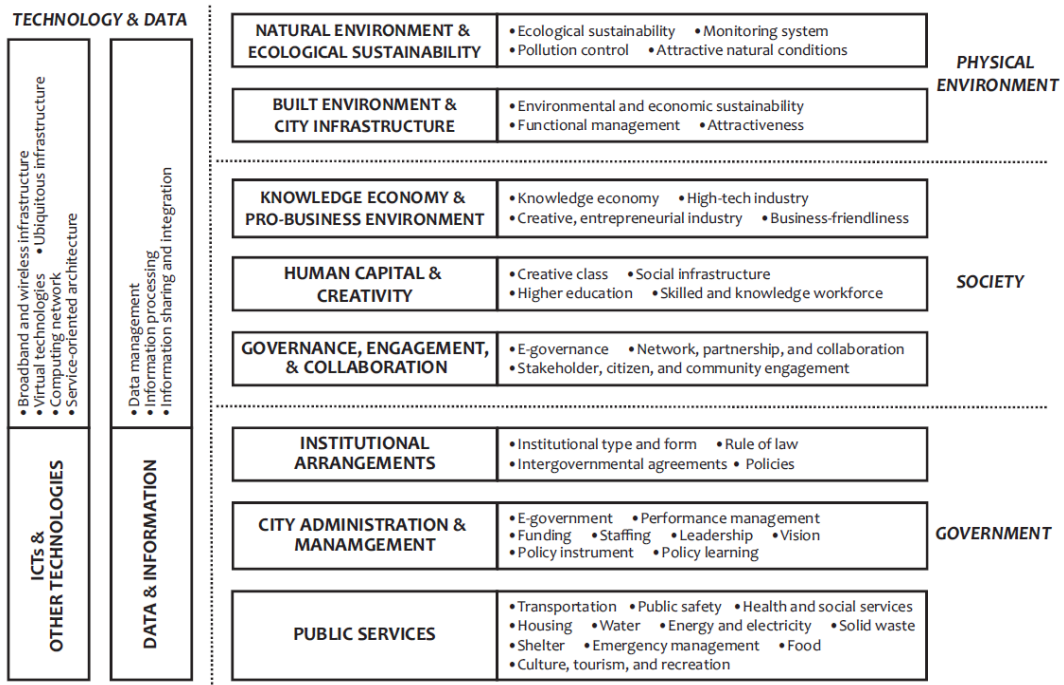 TECHNOLOGY & DATA
• Broadband and wireless infrastructure
• Virtual technologies • Ubiquitous infrastructure
• Computing network
• Service-oriented architecture
ICTs &
OTHER TECHNOLOGIES
• Data management
• Information processing
• Information sharing and integration
DATA & INFORMATION
NATURAL ENVIRONMENT &
ECOLOGICAL SUSTAINABILITY
• Ecological sustainability • Monitoring system
• Pollution control • Attractive natural conditions
BUILT ENVIRONMENT &
CITY INFRASTRUCTURE
• Environmental and economic sustainability
• Functional management • Attractiveness
PHYSICAL
ENVIRONMENT
KNOWLEDGE ECONOMY &
PRO-BUSINESS ENVIRONMENT
• Knowledge economy • High-tech industry
• Creative, entrepreneurial industry • Business-friendliness
HUMAN CAPITAL &
CREATIVITY
• Creative class • Social infrastructure
• Higher education • Skilled and knowledge workforce
GOVERNANCE, ENGAGEMENT,
& COLLABORATION
• E-governance • Network, partnership, and collaboration
• Stakeholder, citizen, and community engagement
SOCIETY
INSTITUTIONAL
ARRANGEMENTS
• Institutional type and form • Rule of law
• Intergovernmental agreements • Policies
CITY ADMINISTRATION &
MANAMGEMENT
• E-government • Performance management
• Funding • Staffing • Leadership • Vision
• Policy instrument • Policy learning
PUBLIC SERVICES
• Transportation • Public safety • Health and social services
• Housing • Water • Energy and electricity • Solid waste
• Shelter • Emergency management • Food
• Culture, tourism, and recreation
GOVERNMENT